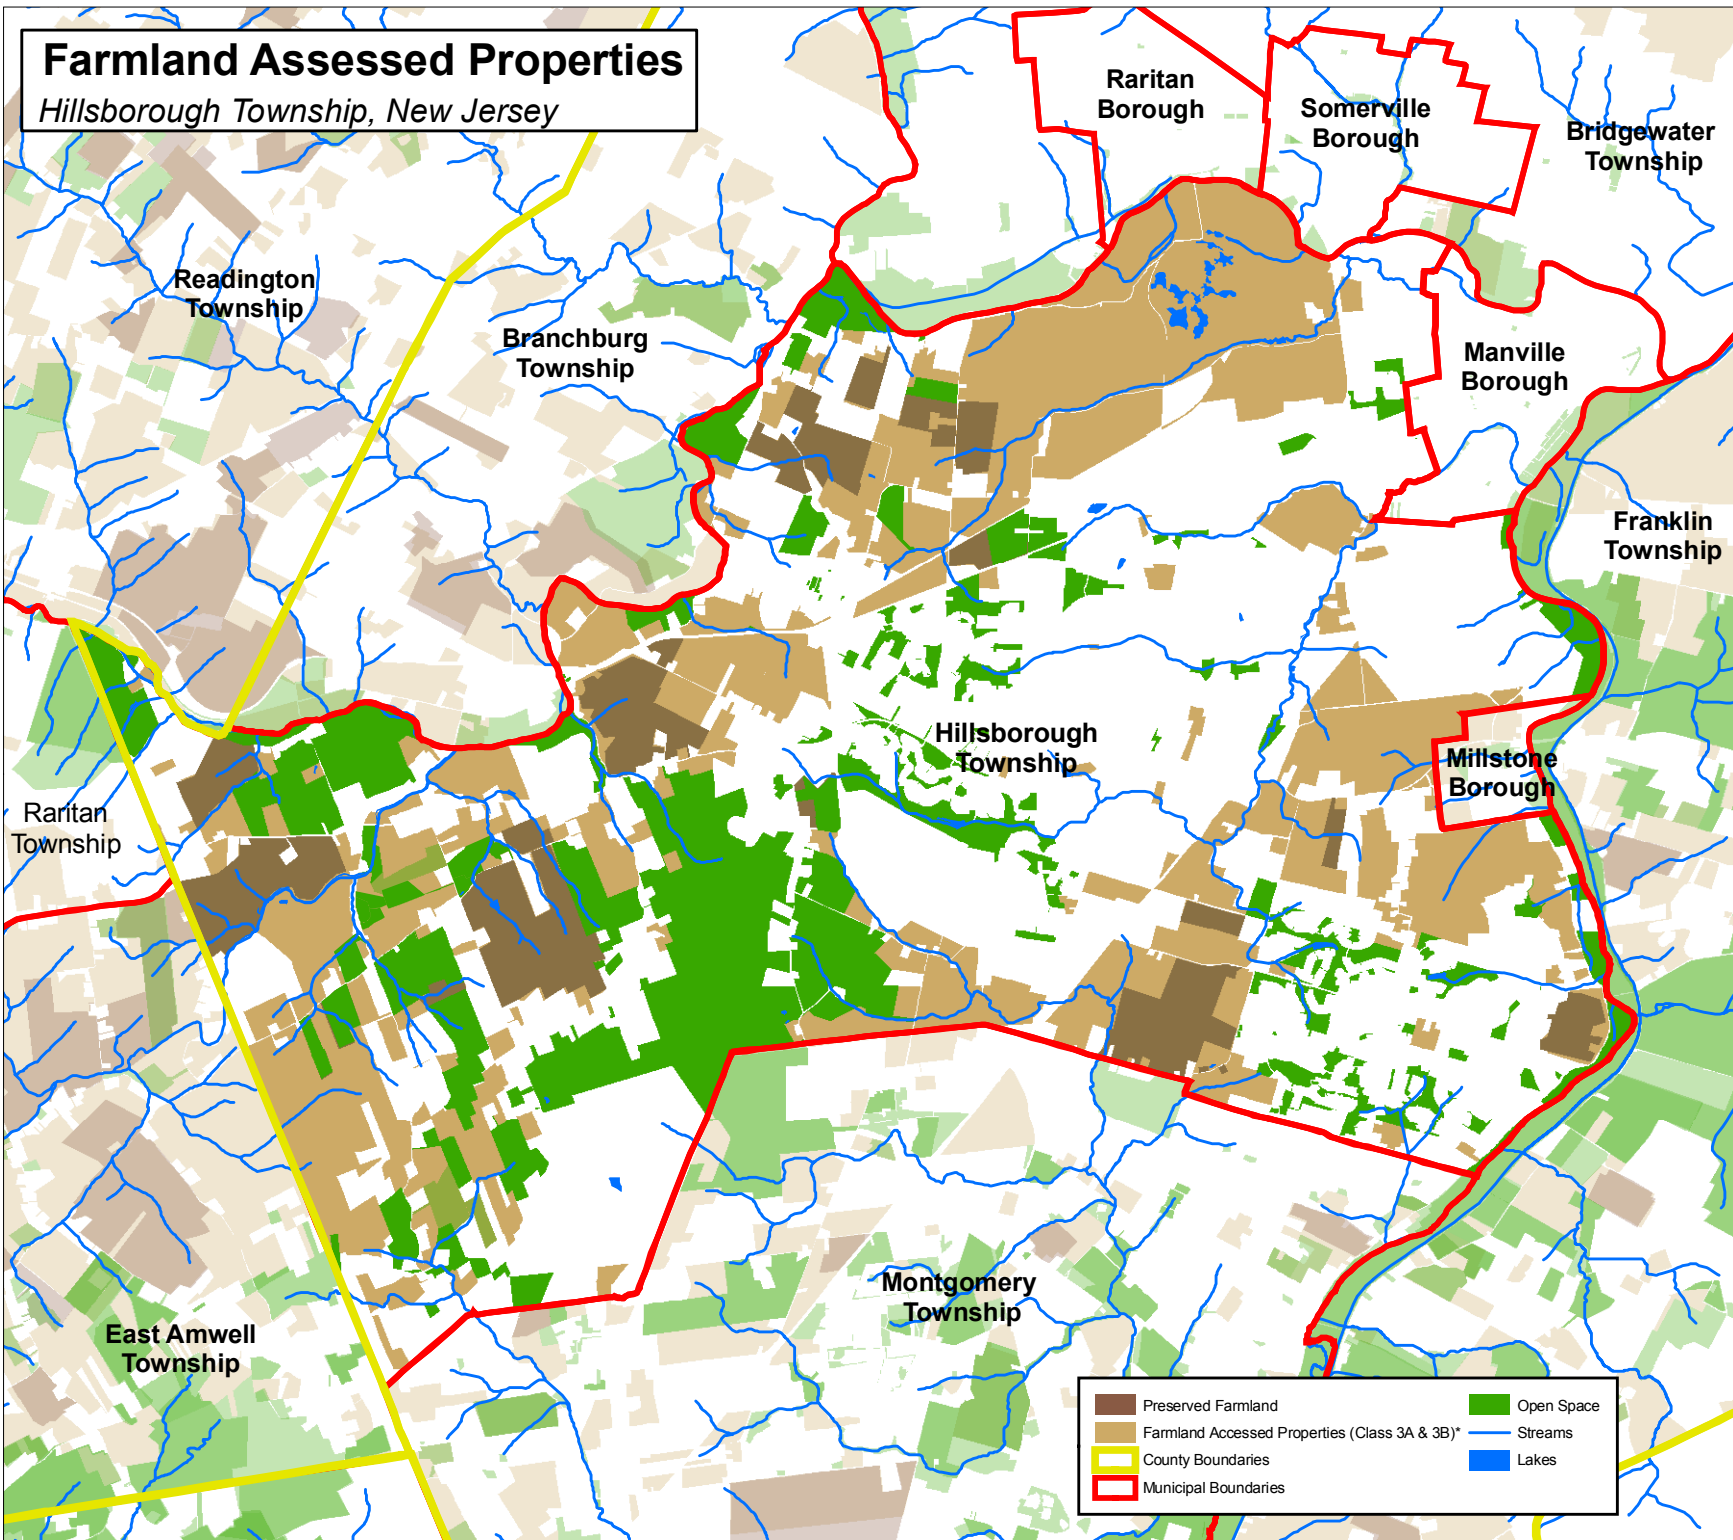 Farmland Assessed Properties
Hillsborough Township, New Jersey
Raritan
Borough
Somerville
Borough
Bridgewater
Township
Readington
Township
Branchburg
Township
Manville
Borough
Franklin
Township
Hillsborough
Township
Millstone
Borough
Raritan
Township
Montgomery
Township
East Amwell
Township
Preserved Farmland
Farmland Accessed Properties (Class 3A & 3B)*
County Boundaries
Municipal Boundaries
Open Space
Streams
Lakes